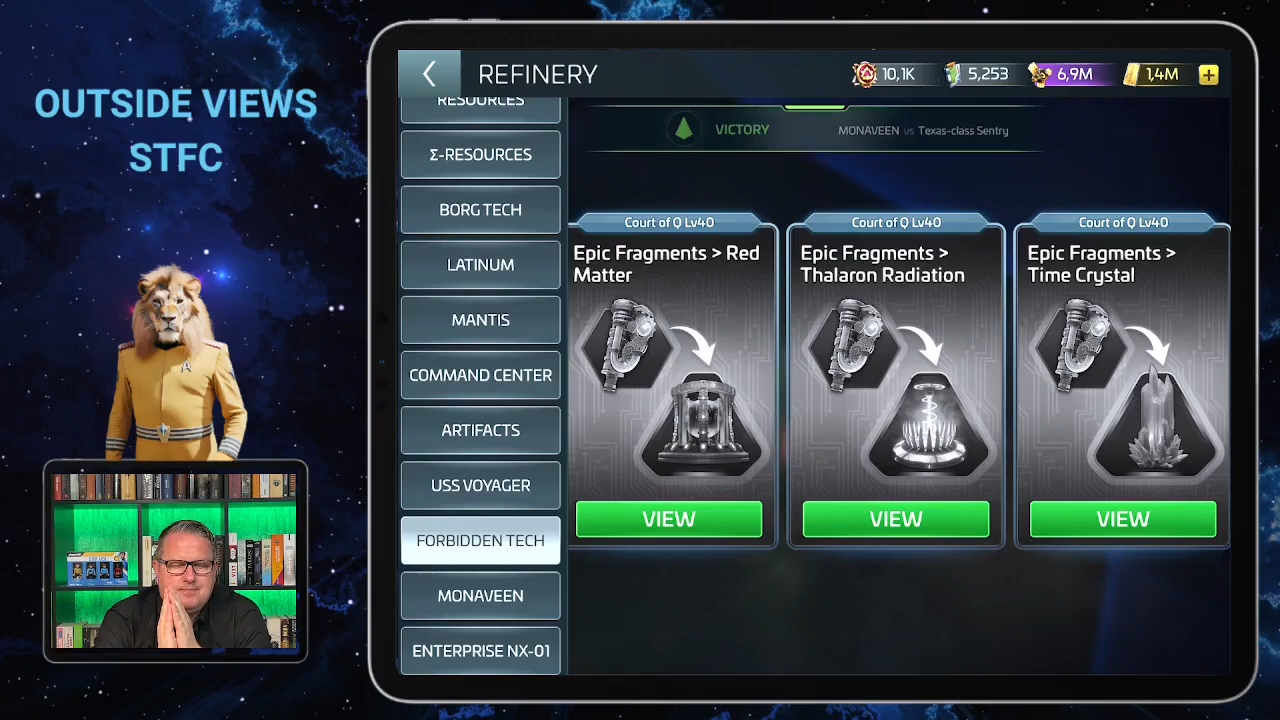 OUTSIDE VIEWS
STFC
REFINERY
10,1K
5,253
6,9M
1,4M
RESOURCES
Σ-RESOURCES
BORG TECH
LATINUM
MANTIS
COMMAND CENTER
ARTIFACTS
USS VOYAGER
FORBIDDEN TECH
MONAVEEN
ENTERPRISE NX-01
VICTORY
MONAVEEN vs Texas-class Sentry
Court of Q Lv40
Epic Fragments > Red
Matter
VIEW
Court of Q Lv40
Epic Fragments >
Thalaron Radiation
VIEW
Court of Q Lv40
Epic Fragments >
Time Crystal
VIEW